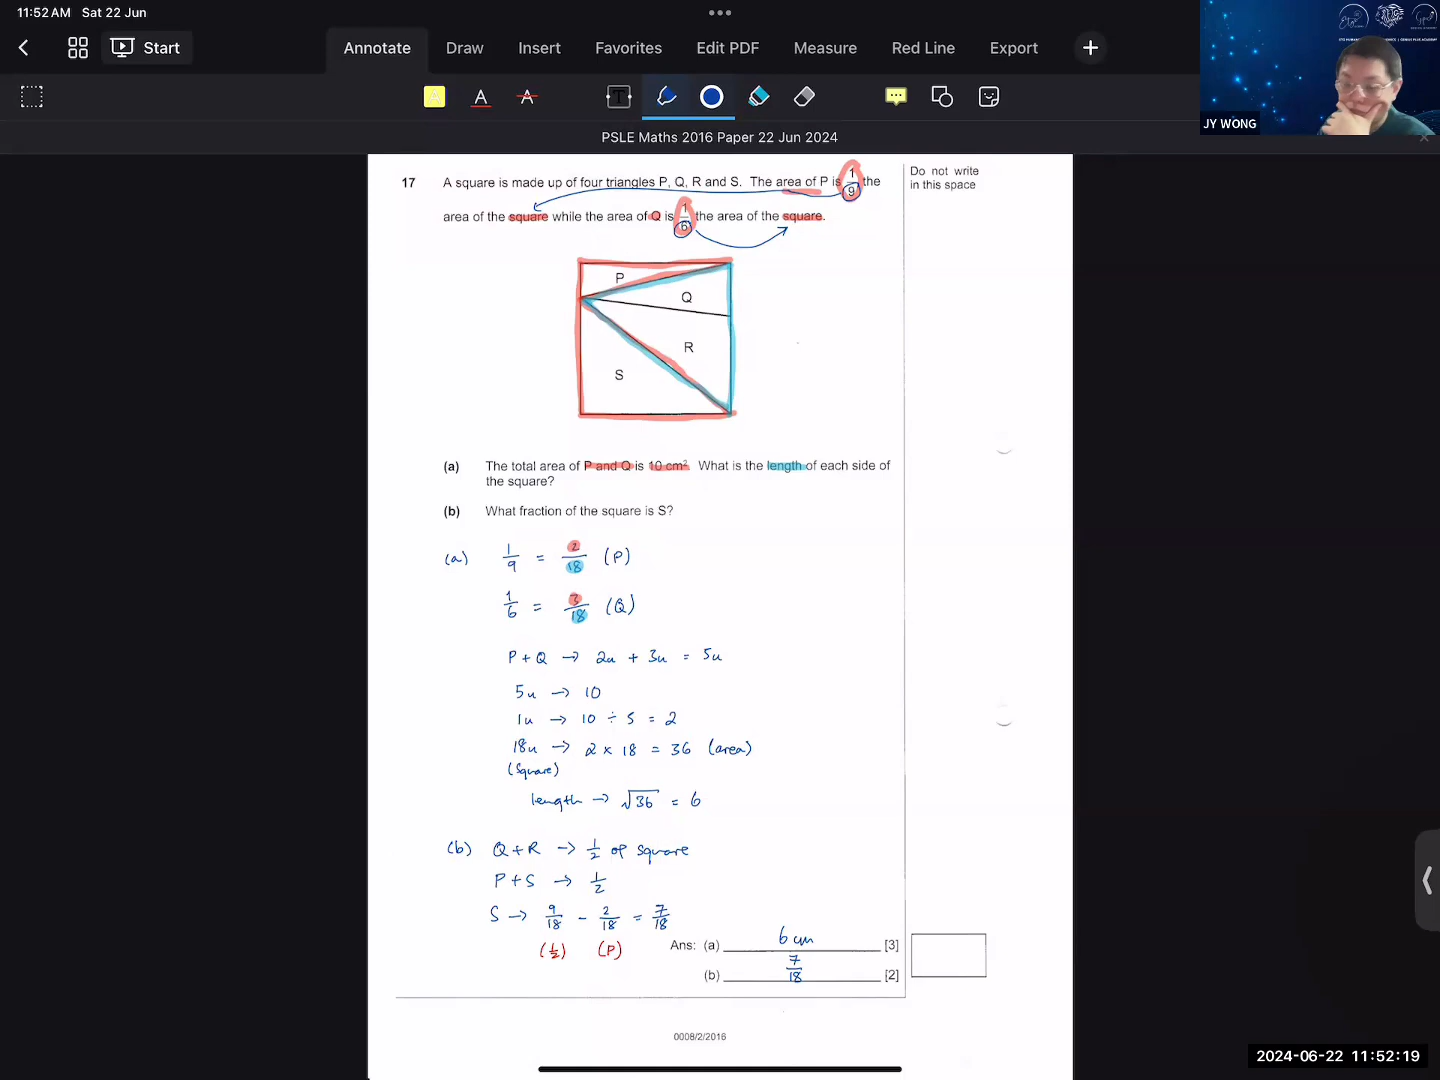 11:52 AM Sat 22 Jun
Start
Annotate Draw Insert Favorites Edit PDF Measure Red Line Export
A A A T
PSLE Maths 2016 Paper 22 Jun 2024
JY WONG
17 A square is made up of four triangles P, Q, R and S. The area of P is 1/9 the
area of the square while the area of Q is 1/6 the area of the square.
Do not write
in this space
P
Q
R
S
(a) The total area of P and Q is 10 cm². What is the length of each side of
the square?
(b) What fraction of the square is S?
(a) 1/9 = 2/18 (P)
1/6 = 3/18 (Q)
P + Q → 2u + 3u = 5u
5u → 10
1u → 10 ÷ 5 = 2
18u → 2 × 18 = 36 (area)
(square)
length → √36 = 6
(b) Q + R → 1/2 of square
P + S → 1/2
S → 9/18 - 2/18 = 7/18
(1/2) (P)
Ans: (a) 6 cm [3]
(b) 7/18 [2]
0008/2/2016
2024-06-22 11:52:19